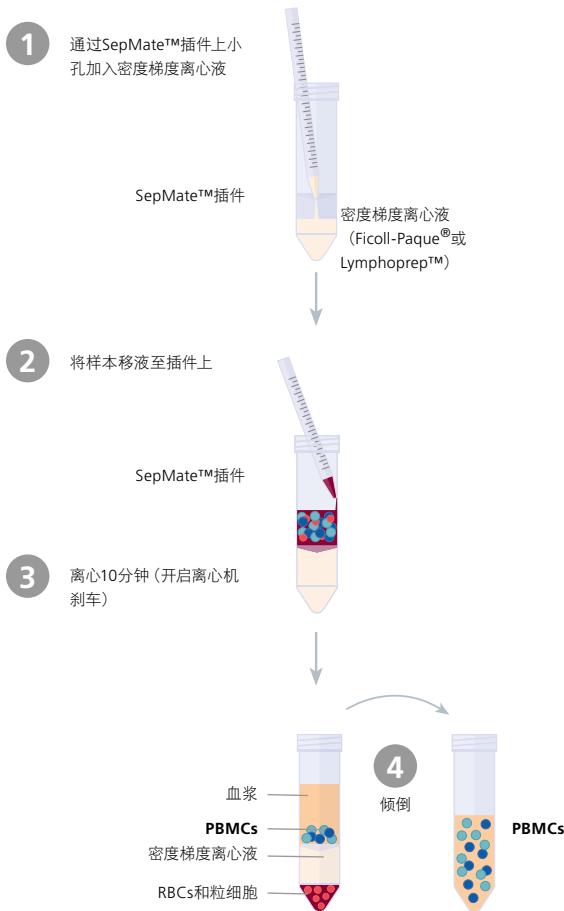 1
通过SepMate™插件上小
孔加入密度梯度离心液
SepMate™插件
密度梯度离心液
（Ficoll-Paque®或
Lymphoprep™）
2
将样本移液至插件上
SepMate™插件
3
离心10分钟（开启离心机
刹车）
4
倾倒
血浆
PBMCs
密度梯度离心液
RBCs和粒细胞
PBMCs